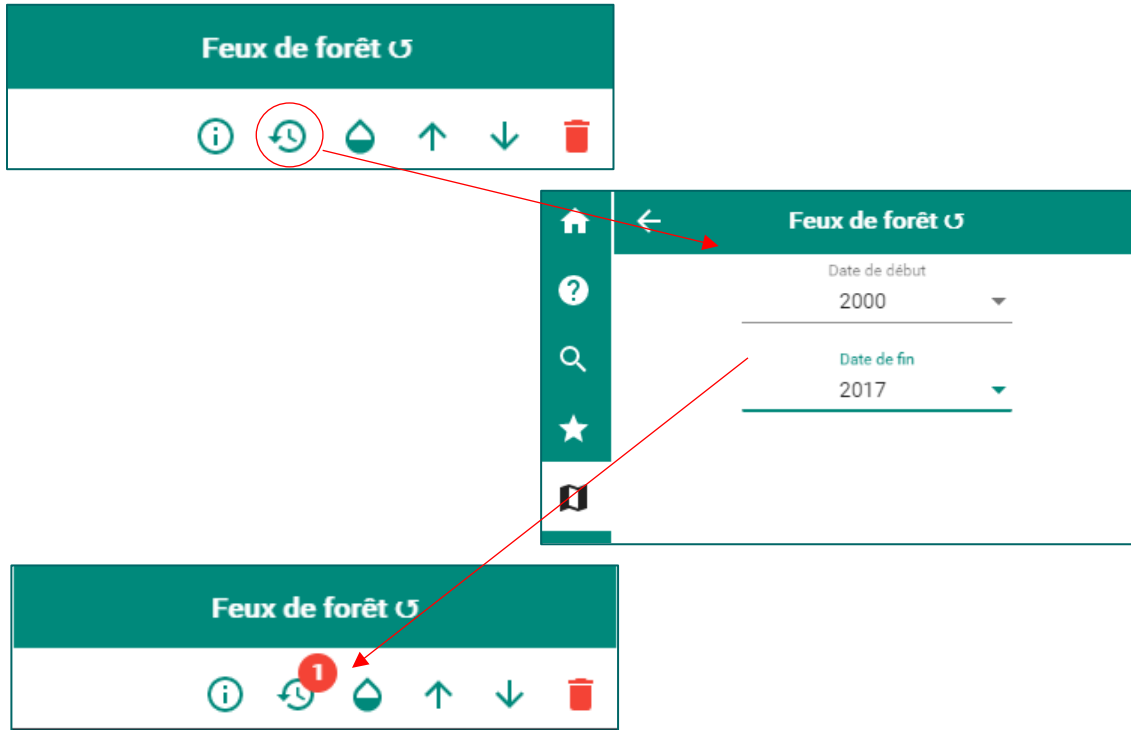 Feux de forêt ↺
Feux de forêt ↺
Date de début
2000
Date de fin
2017
Feux de forêt ↺
1